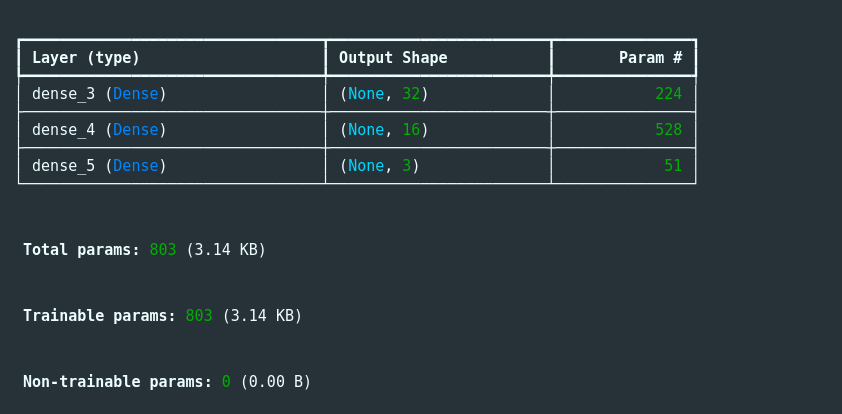 Layer (type) Output Shape Param #
dense_3 (Dense) (None, 32) 224
dense_4 (Dense) (None, 16) 528
dense_5 (Dense) (None, 3) 51
Total params: 803 (3.14 KB)
Trainable params: 803 (3.14 KB)
Non-trainable params: 0 (0.00 B)